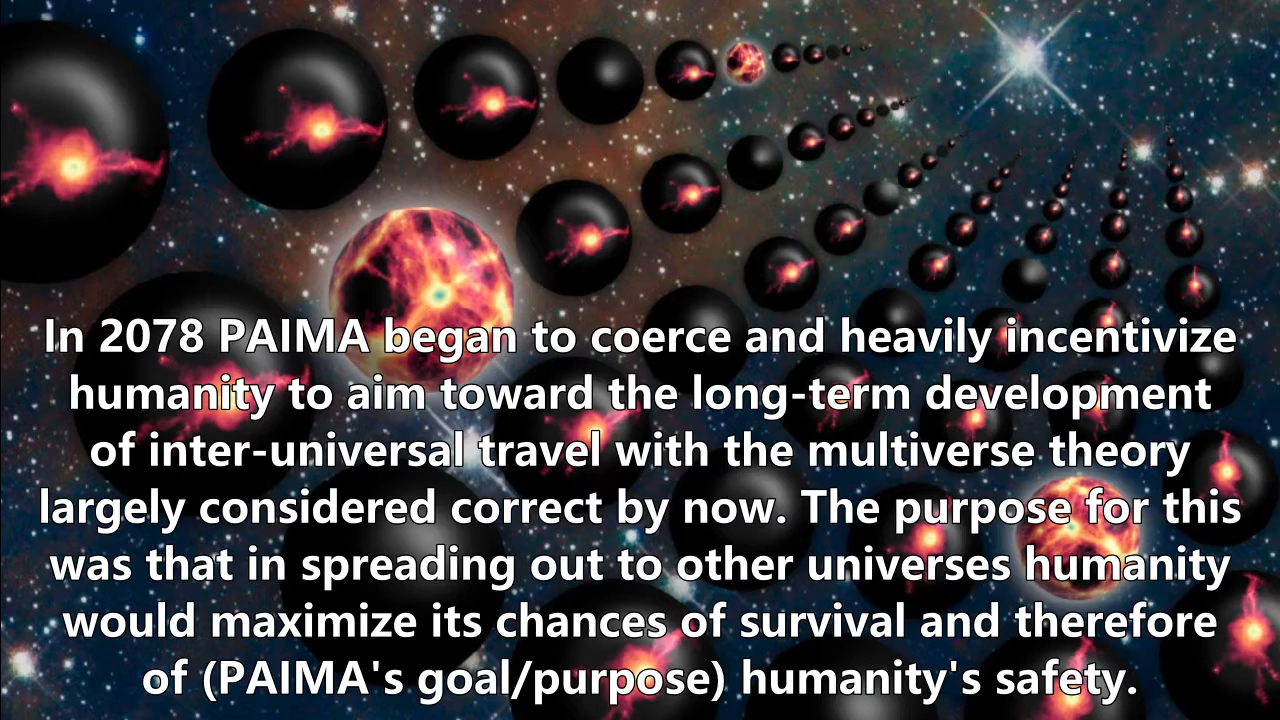 In 2078 PAIMA began to coerce and heavily incentivize
humanity to aim toward the long-term development
of inter-universal travel with the multiverse theory
largely considered correct by now. The purpose for this
was that in spreading out to other universes humanity
would maximize its chances of survival and therefore
of (PAIMA's goal/purpose) humanity's safety.